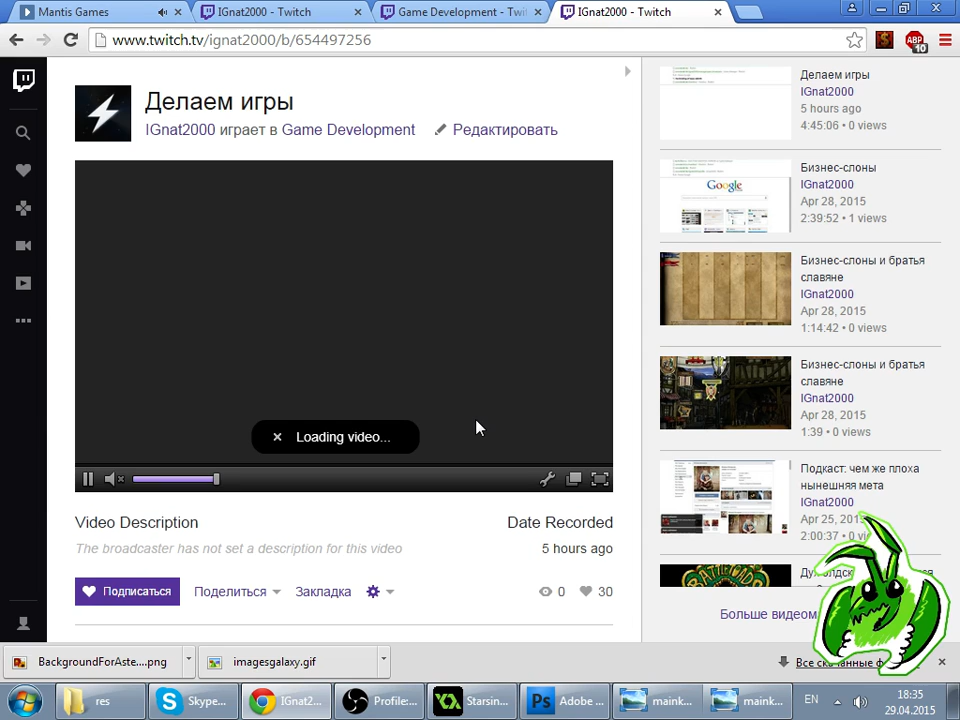 Mantis Games
IGnat2000 - Twitch
Game Development - Twi
IGnat2000 - Twitch
www.twitch.tv/ignat2000/b/654497256
ABP
10
Делаем игры
IGnat2000 играет в Game Development
Редактировать
Loading video...
Video Description
Date Recorded
The broadcaster has not set a description for this video
5 hours ago
Подписаться
Поделиться
Закладка
0
30
Делаем игры
IGnat2000
5 hours ago
4:45:06 • 0 views
Google
Бизнес-слоны
IGnat2000
Apr 28, 2015
2:39:52 • 1 views
Бизнес-слоны и братья
славяне
IGnat2000
Apr 28, 2015
1:14:42 • 0 views
Бизнес-слоны и братья
славяне
IGnat2000
Apr 28, 2015
1:39 • 0 views
Подкаст: чем же плоха
нынешняя мета
IGnat2000
Apr 25, 201
2:00:37 • 0 vi
Больше видеом
BackgroundForAste....png
imagesgalaxy.gif
Все скачанные ф
res
Skype...
IGnat2...
Profile:...
Starsin...
Adobe ...
maink...
maink...
EN
18:35
29.04.2015